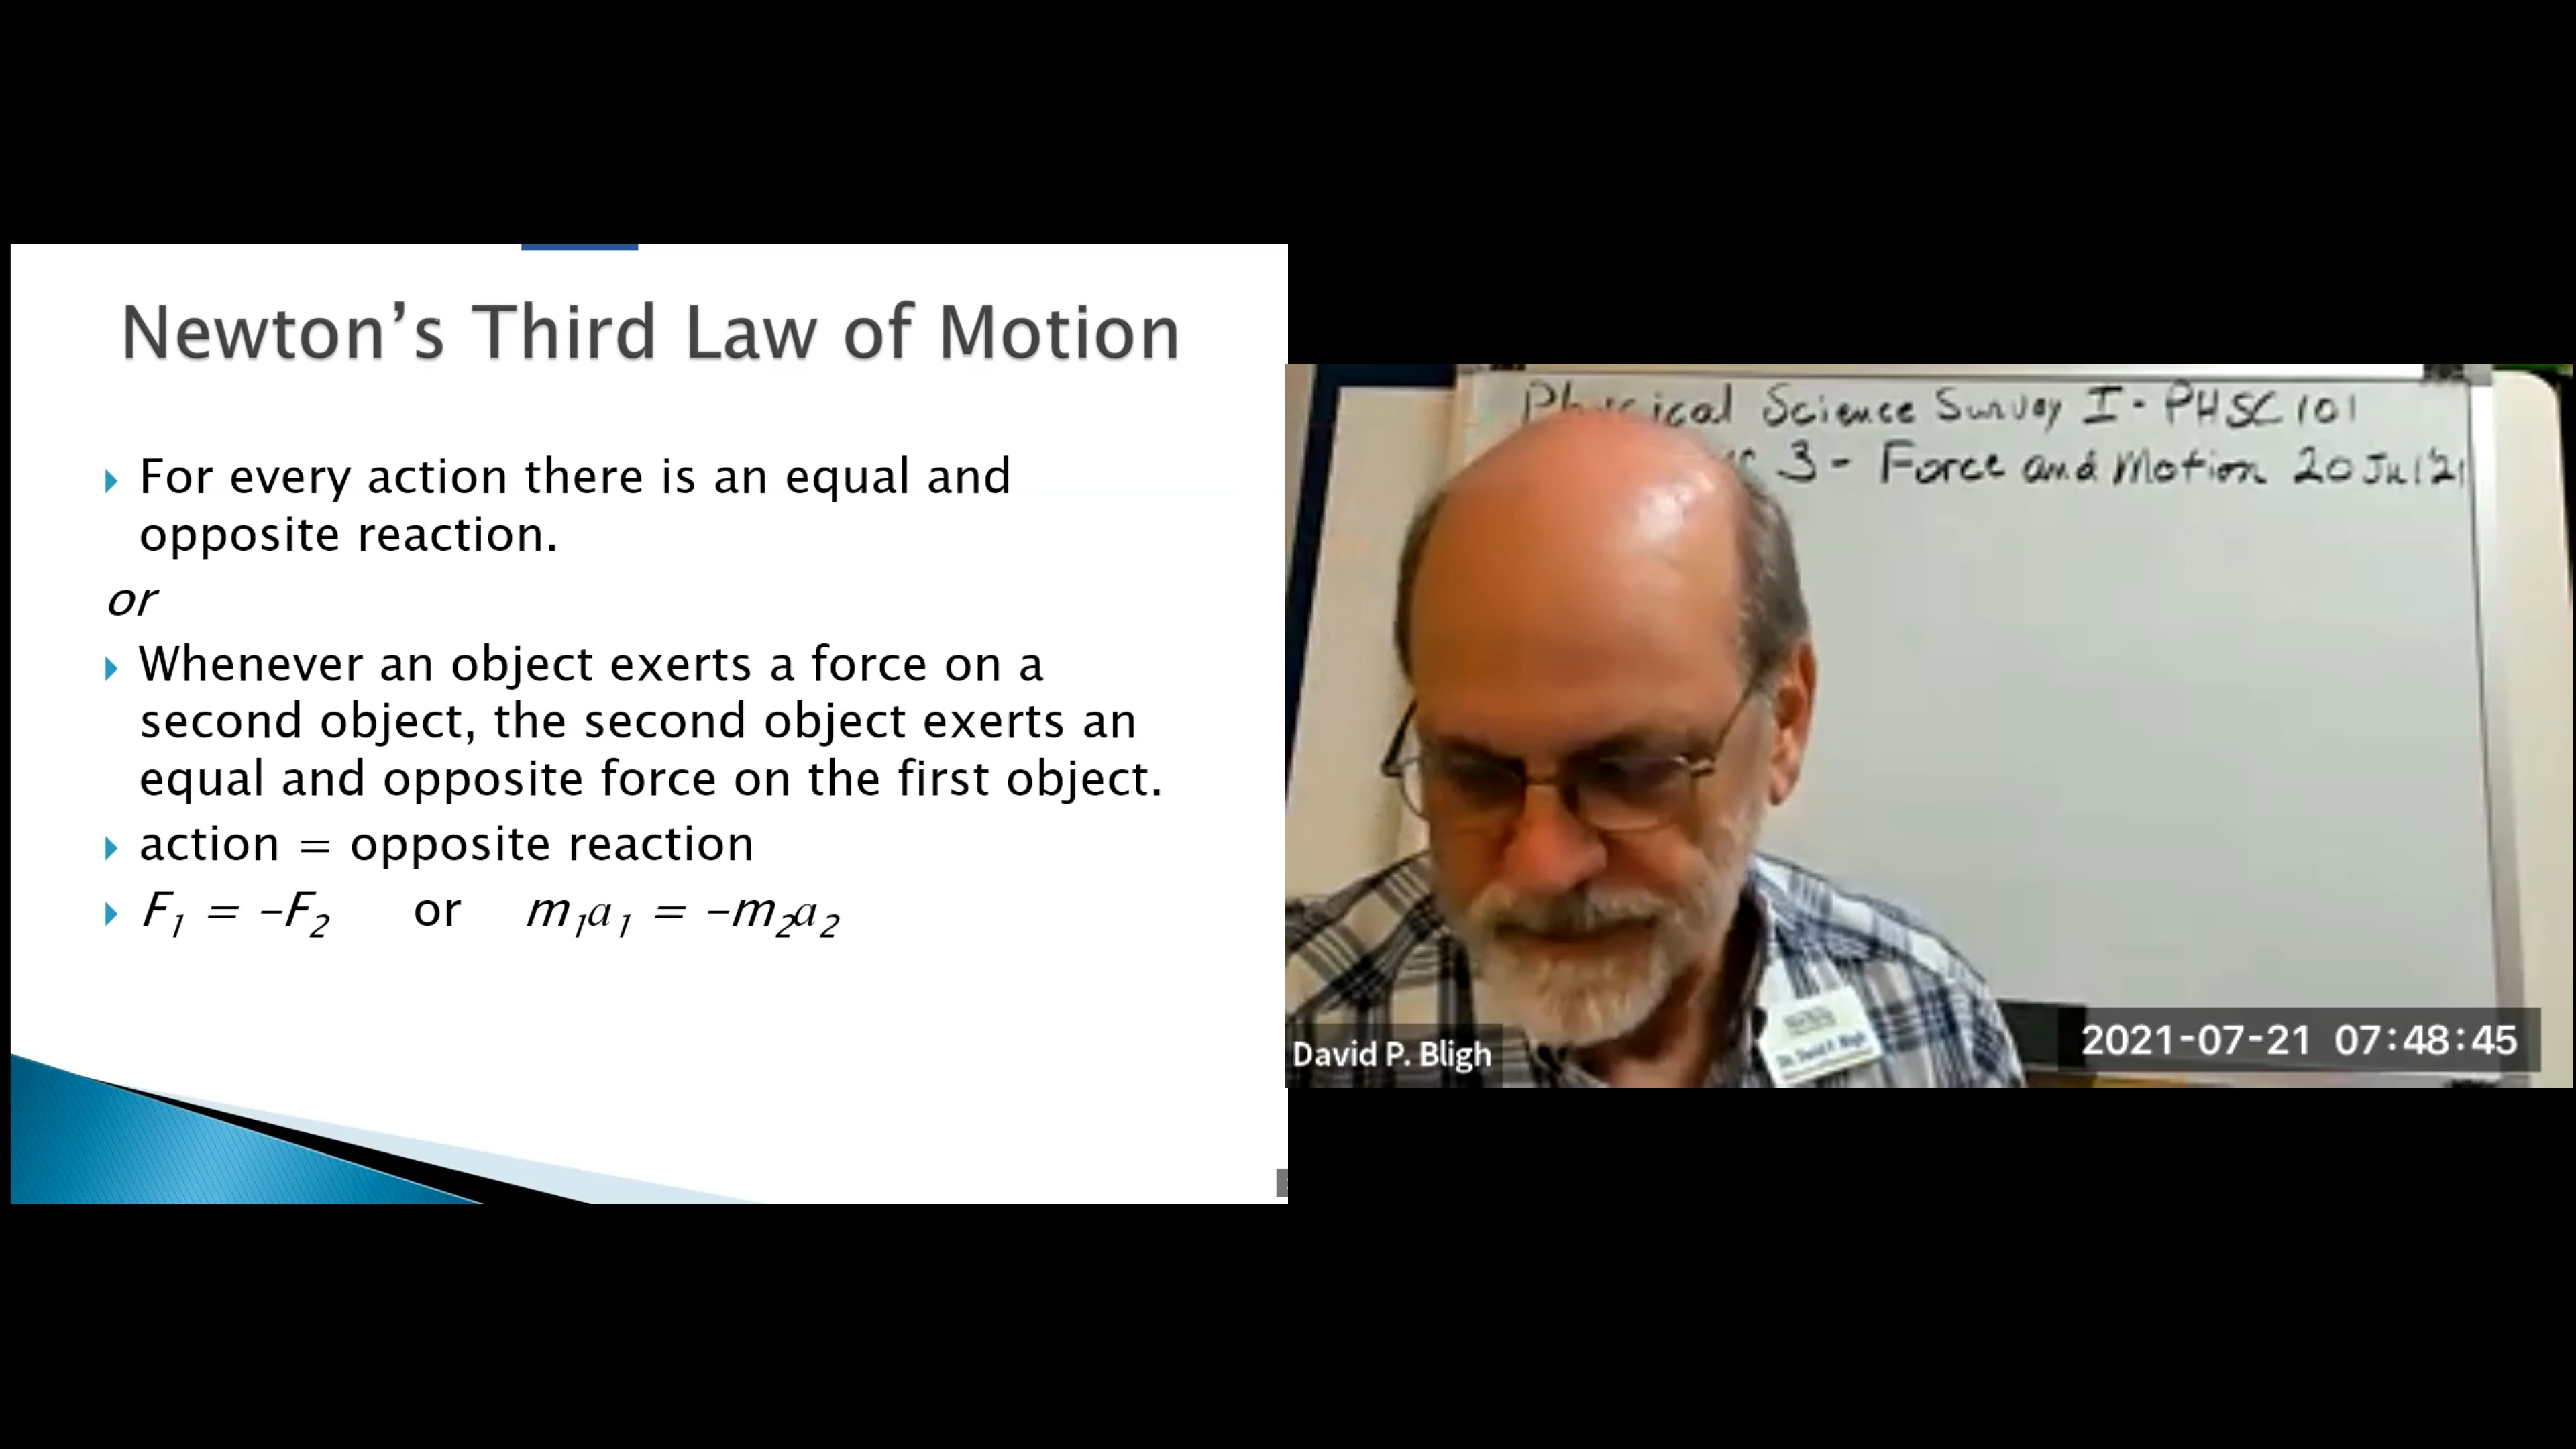 Newton’s Third Law of Motion
For every action there is an equal and
opposite reaction.
or
Whenever an object exerts a force on a
second object, the second object exerts an
equal and opposite force on the first object.
action = opposite reaction
F₁ = –F₂ or m₁a₁ = –m₂a₂
Physical Science Survey I - PHSC 101
3 - Force and Motion 20 Jul 21
David P. Bligh
2021-07-21 07:48:45